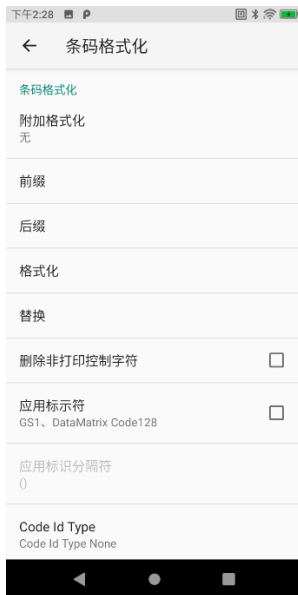 下午2:28
条码格式化
条码格式化
附加格式化
无
前缀
后缀
格式化
替换
删除非打印控制字符
应用标示符
GS1、DataMatrix Code128
应用标识分隔符
()
Code Id Type
Code Id Type None